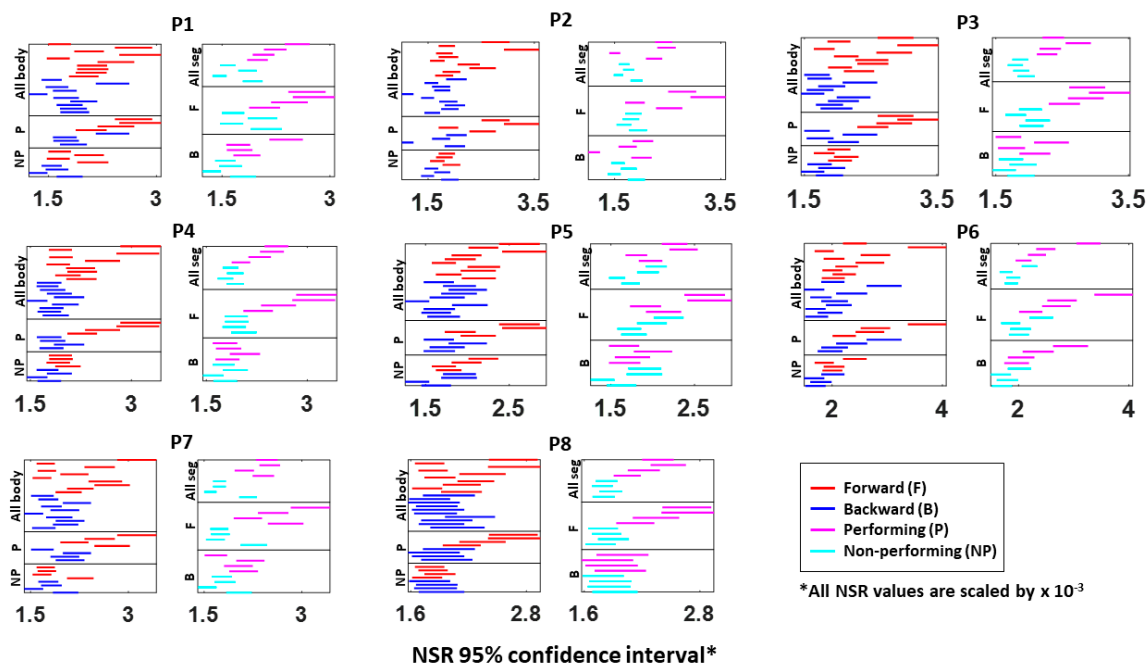 P1
P2
P3
All body
P
NP
All seg
F
B
1.5 3
1.5 3
All body
P
NP
All seg
F
B
1.5 3.5
1.5 3.5
All body
P
NP
All seg
F
B
1.5 3.5
1.5 3.5
P4
P5
P6
All body
P
NP
All seg
F
B
1.5 3
1.5 3
All body
P
NP
All seg
F
B
1.5 2.5
1.5 2.5
All body
P
NP
All seg
F
B
2 4
2 4
P7
P8
All body
P
NP
All seg
F
B
1.5 3
1.5 3
All body
P
NP
All seg
F
B
1.6 2.8
1.6 2.8
Forward (F)
Backward (B)
Performing (P)
Non-performing (NP)
*All NSR values are scaled by x 10⁻³
NSR 95% confidence interval*